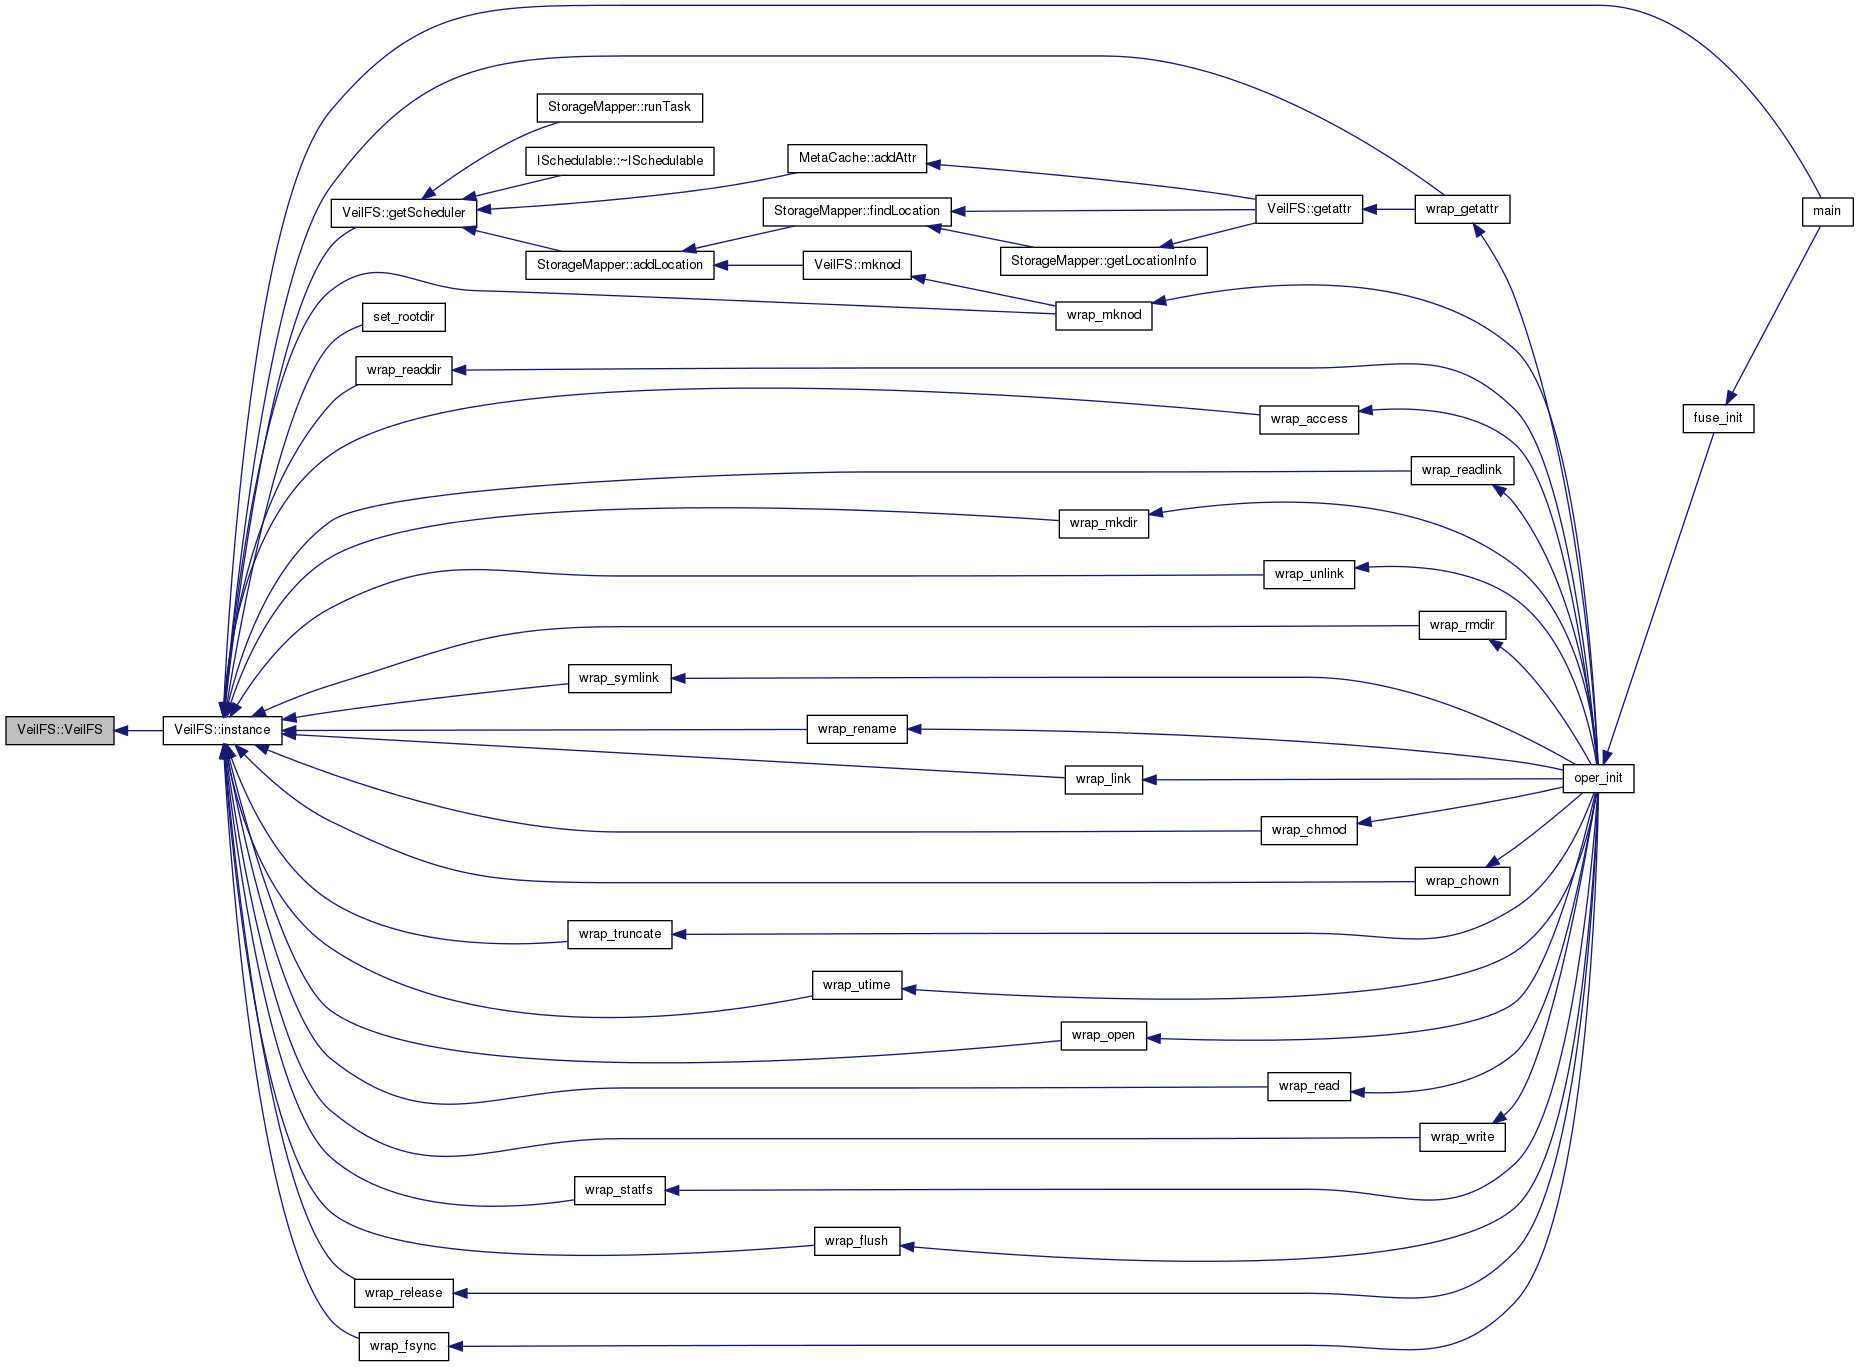 StorageMapper::runTask
ISchedulable::~ISchedulable
MetaCache::addAttr
VeilFS::getScheduler
StorageMapper::findLocation
VeilFS::getattr
wrap_getattr
main
StorageMapper::addLocation
VeilFS::mknod
StorageMapper::getLocationInfo
set_rootdir
wrap_mknod
wrap_readdir
wrap_access
fuse_init
wrap_readlink
wrap_mkdir
wrap_unlink
wrap_rmdir
wrap_symlink
VeilFS::VeilFS
VeilFS::instance
wrap_rename
wrap_link
oper_init
wrap_chmod
wrap_chown
wrap_truncate
wrap_utime
wrap_open
wrap_read
wrap_write
wrap_statfs
wrap_flush
wrap_release
wrap_fsync